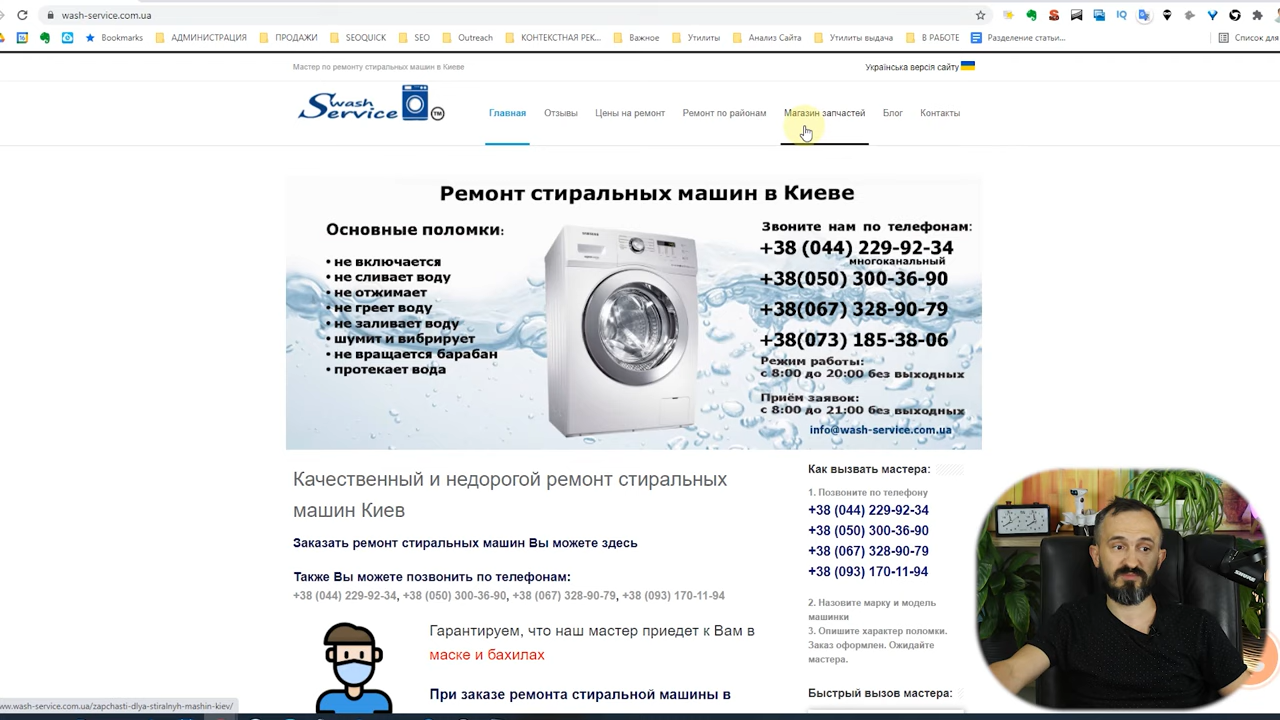 wash-service.com.ua
Bookmarks
АДМИНИСТРАЦИЯ
ПРОДАЖИ
SEOQUICK
SEO
Outreach
КОНТЕКСТНАЯ РЕК...
Важное
Утилиты
Анализ Сайта
Утилиты выдача
В РАБОТЕ
Разделение статьи...
Список для
Мастер по ремонту стиральных машин в Киеве
Українська версія сайту
Swash Service TM
Главная
Отзывы
Цены на ремонт
Ремонт по районам
Магазин запчастей
Блог
Контакты
Ремонт стиральных машин в Киеве
Основные поломки:
• не включается
• не сливает воду
• не отжимает
• не греет воду
• не заливает воду
• шумит и вибрирует
• не вращается барабан
• протекает вода
SAMSUNG
Звоните нам по телефонам:
+38 (044) 229-92-34
многоканальный
+38(050) 300-36-90
+38(067) 328-90-79
+38(073) 185-38-06
Режим работы:
с 8:00 до 20:00 без выходных
Приём заявок:
с 8:00 до 21:00 без выходных
info@wash-service.com.ua
Качественный и недорогой ремонт стиральных
машин Киев
Заказать ремонт стиральных машин Вы можете здесь
Также Вы можете позвонить по телефонам:
+38 (044) 229-92-34, +38 (050) 300-36-90, +38 (067) 328-90-79, +38 (093) 170-11-94
Гарантируем, что наш мастер приедет к Вам в
маске и бахилах
При заказе ремонта стиральной машины в
Как вызвать мастера:
1. Позвоните по телефону
+38 (044) 229-92-34
+38 (050) 300-36-90
+38 (067) 328-90-79
+38 (093) 170-11-94
2. Назовите марку и модель
машинки
3. Опишите характер поломки.
Заказ оформлен. Ожидайте
мастера.
Быстрый вызов мастера:
ww.wash-service.com.ua/zapchasti-dlya-stiralnyh-mashin-kiev/